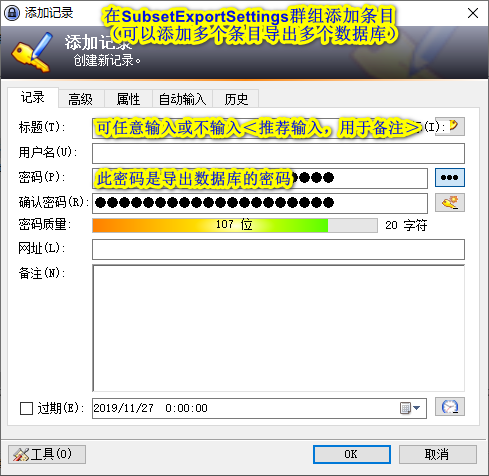 添加记录
在SubsetExportSettings群组添加条目
(可以添加多个条目导出多个数据库)
添加记录
创建新记录。
记录 高级 属性 自动输入 历史
标题(T): 可任意输入或不输入<推荐输入，用于备注> (I):
用户名(U):
密码(P): 此密码是导出数据库的密码
确认密码(R):
密码质量: 107 位 20 字符
网址(L):
备注(N):
过期(E): 2019/11/27 0:00:00
工具(O) OK 取消